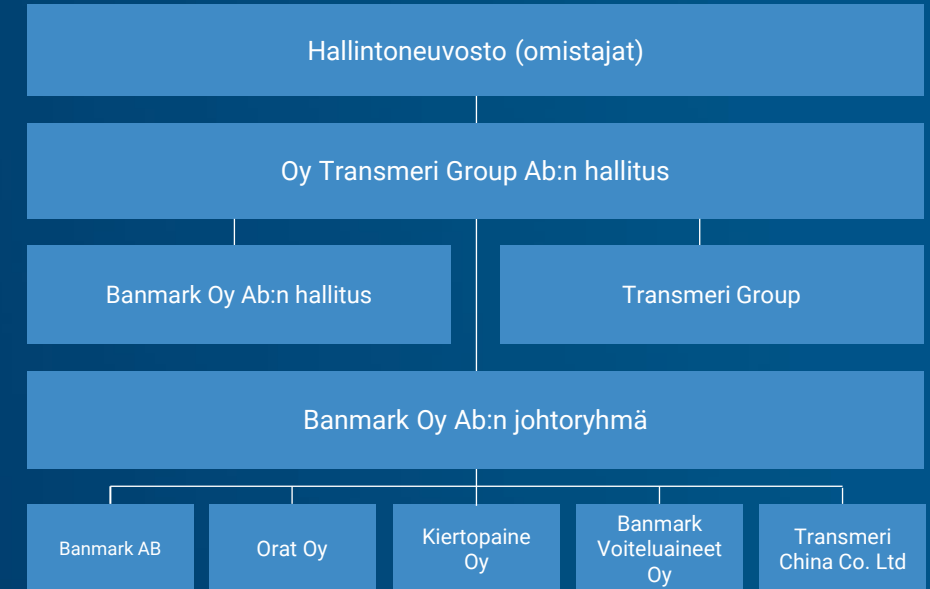 Hallintoneuvosto (omistajat)
Oy Transmeri Group Ab:n hallitus
Banmark Oy Ab:n hallitus
Transmeri Group
Banmark Oy Ab:n johtoryhmä
Banmark AB
Orat Oy
Kiertopaine
Oy
Banmark
Voiteluaineet
Oy
Transmeri
China Co. Ltd